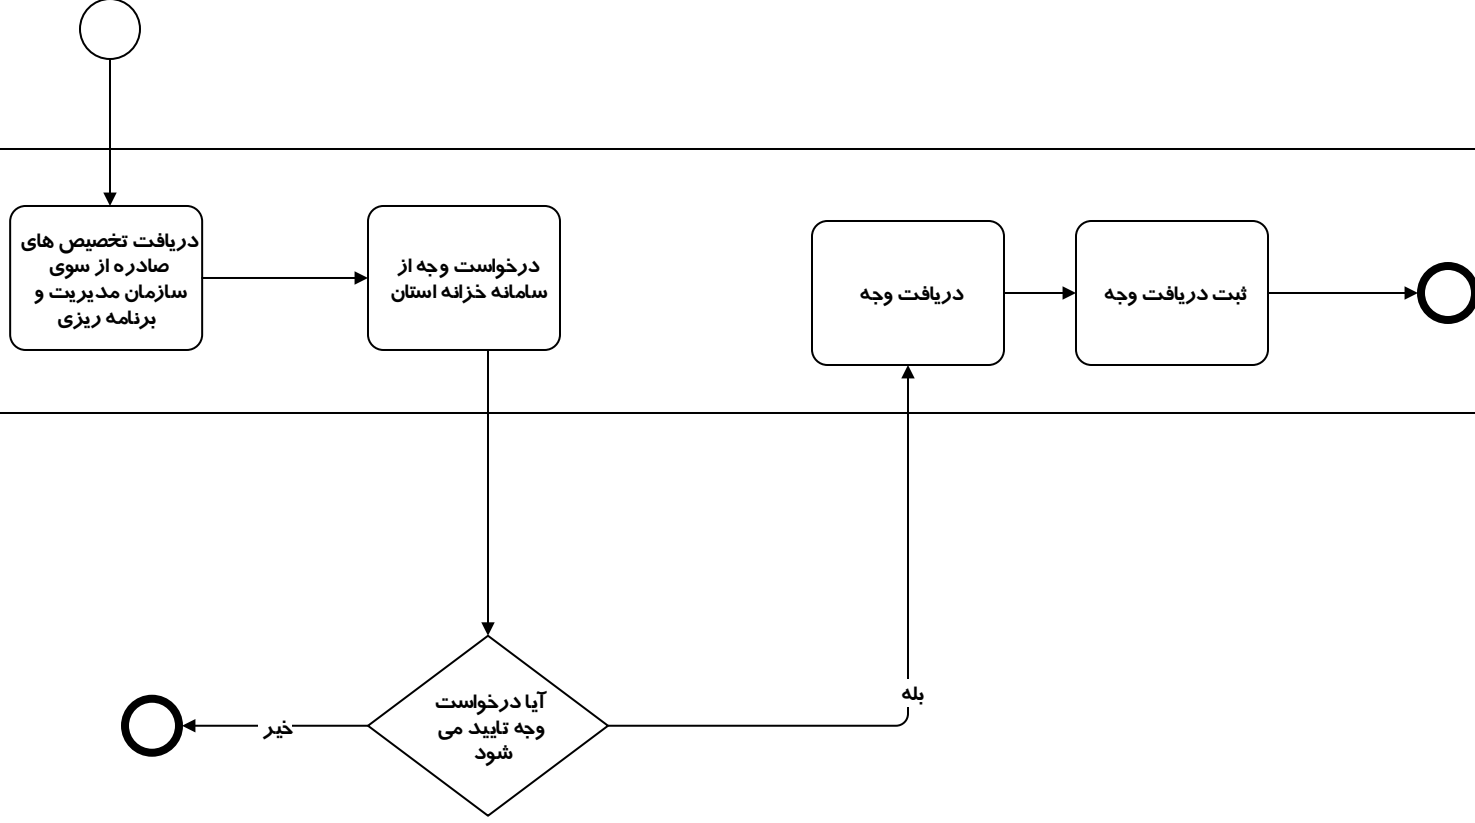 دریافت تخصیص های
صادره از سوی
سازمان مدیریت و
برنامه ریزی
درخواست وجه از
سامانه خزانه استان
دریافت وجه
ثبت دریافت وجه
آیا درخواست
وجه تایید می
شود
خیر
بله